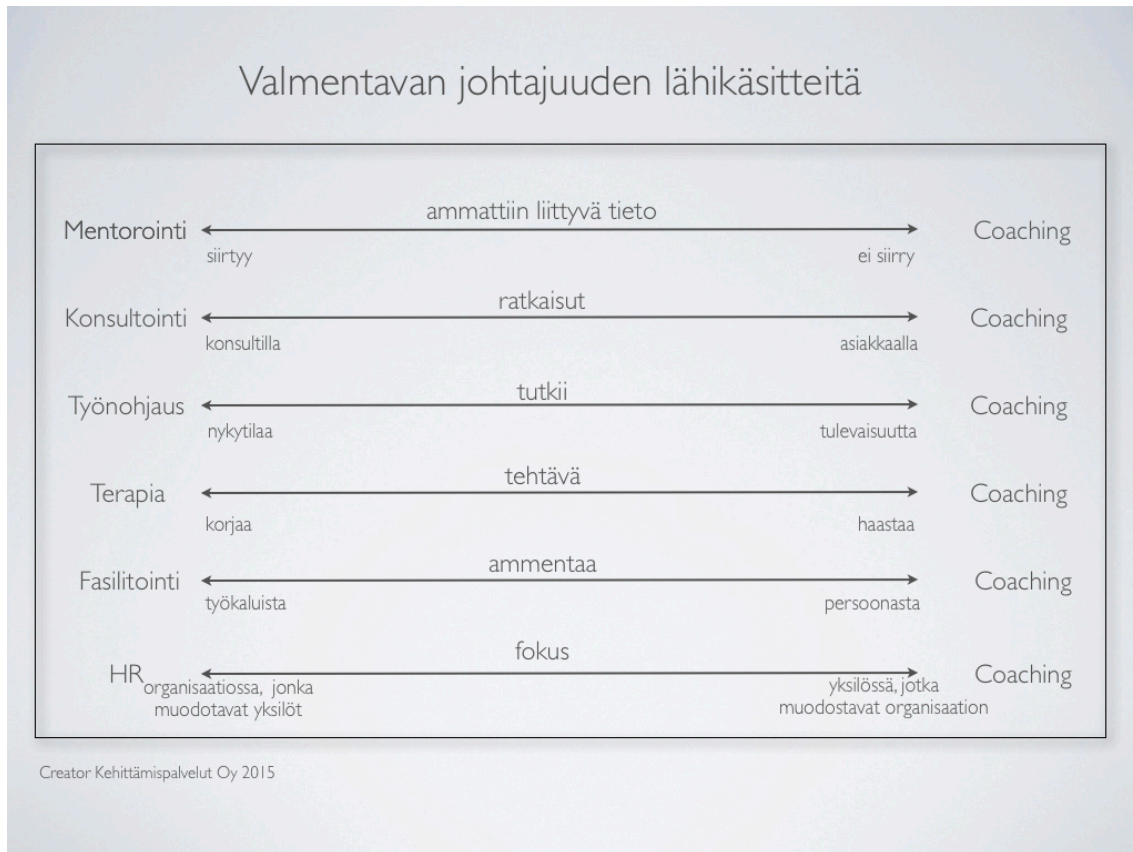 Valmentavan johtajuuden lähikäsitteitä
ammattiin liittyvä tieto
Mentorointi Coaching
siirtyy ei siirry
ratkaisut
Konsultointi Coaching
konsultilla asiakkaalla
tutkii
Työnohjaus Coaching
nykytilaa tulevaisuutta
tehtävä
Terapia Coaching
korjaa haastaa
ammentaa
Fasilitointi Coaching
työkaluista persoonasta
fokus
HR Coaching
organisaatiossa, jonka yksilössä, jotka
muodotavat yksilöt muodostavat organisaation
Creator Kehittämispalvelut Oy 2015